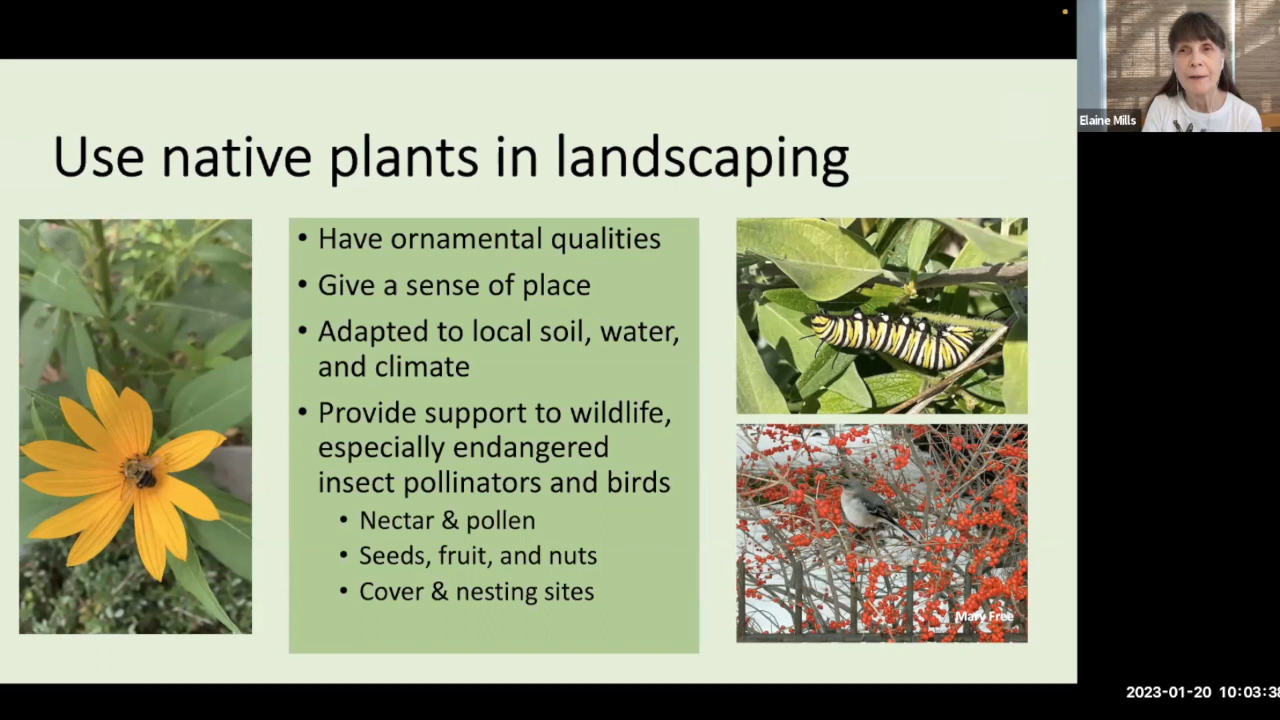 Elaine Mills
Use native plants in landscaping
• Have ornamental qualities
• Give a sense of place
• Adapted to local soil, water,
and climate
• Provide support to wildlife,
especially endangered
insect pollinators and birds
• Nectar & pollen
• Seeds, fruit, and nuts
• Cover & nesting sites
Mary Free
2023-01-20 10:03:38